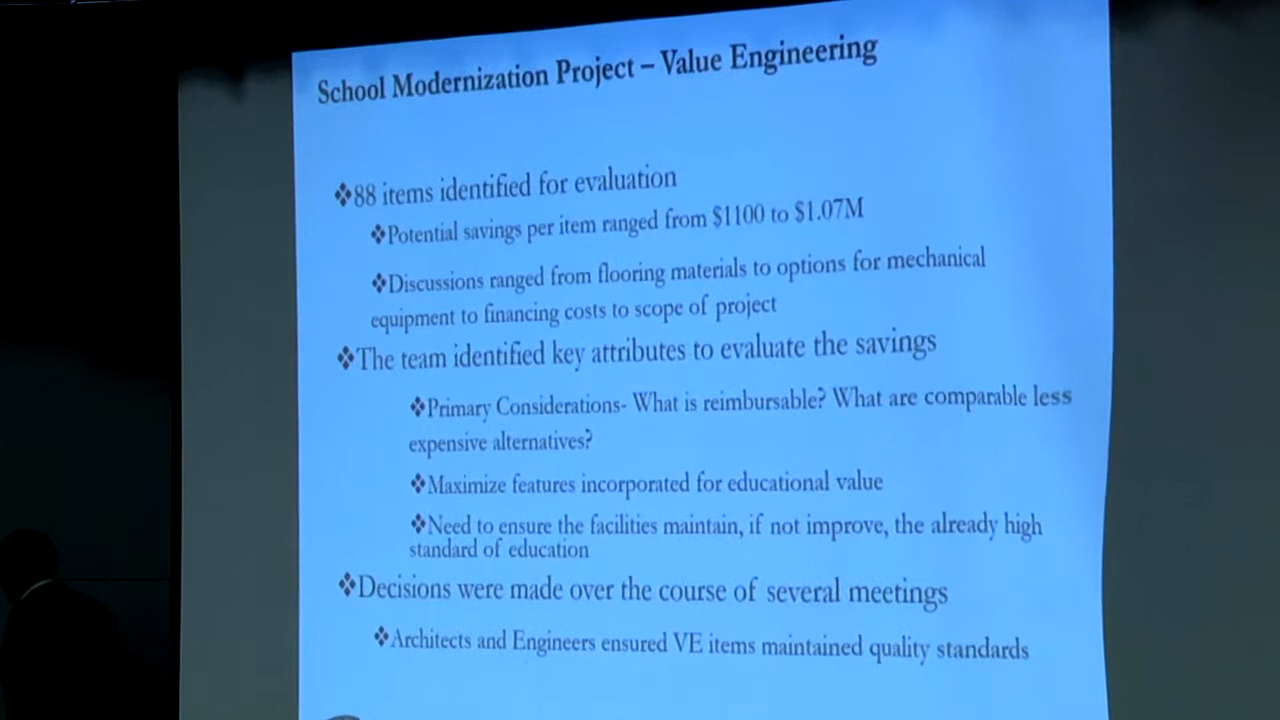 School Modernization Project – Value Engineering
❖88 items identified for evaluation
❖Potential savings per item ranged from $1100 to $1.07M
❖Discussions ranged from flooring materials to options for mechanical
equipment to financing costs to scope of project
❖The team identified key attributes to evaluate the savings
❖Primary Considerations- What is reimbursable? What are comparable less
expensive alternatives?
❖Maximize features incorporated for educational value
❖Need to ensure the facilities maintain, if not improve, the already high
standard of education
❖Decisions were made over the course of several meetings
❖Architects and Engineers ensured VE items maintained quality standards